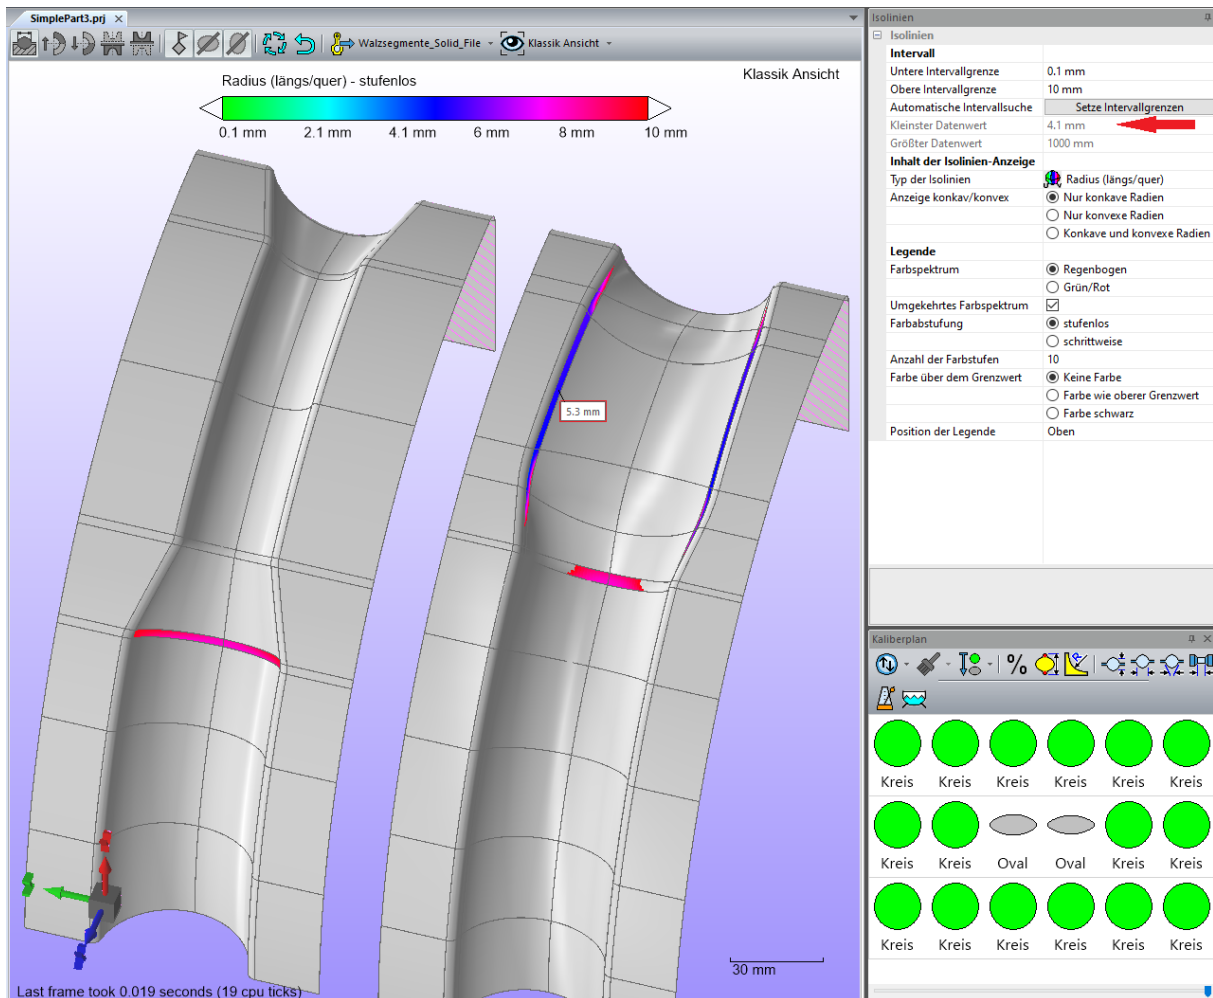 SimplePart3.prj
Walzsegmente_Solid_File
Klassik Ansicht
Radius (längs/quer) - stufenlos
Klassik Ansicht
0.1 mm 2.1 mm 4.1 mm 6 mm 8 mm 10 mm
5.3 mm
30 mm
Last frame took 0.019 seconds (19 cpu ticks)
Isolinien
Isolinien
Intervall
Untere Intervallgrenze 0.1 mm
Obere Intervallgrenze 10 mm
Automatische Intervallsuche Setze Intervallgrenzen
Kleinster Datenwert 4.1 mm
Größter Datenwert 1000 mm
Inhalt der Isolinien-Anzeige
Typ der Isolinien Radius (längs/quer)
Anzeige konkav/konvex Nur konkave Radien
Nur konvexe Radien
Konkave und konvexe Radien
Legende
Farbspektrum Regenbogen
Grün/Rot
Umgekehrtes Farbspektrum
Farbabstufung stufenlos
schrittweise
Anzahl der Farbstufen 10
Farbe über dem Grenzwert Keine Farbe
Farbe wie oberer Grenzwert
Farbe schwarz
Position der Legende Oben
Kaliberplan
%
Kreis Kreis Kreis Kreis Kreis Kreis
Kreis Kreis Oval Oval Kreis Kreis
Kreis Kreis Kreis Kreis Kreis Kreis